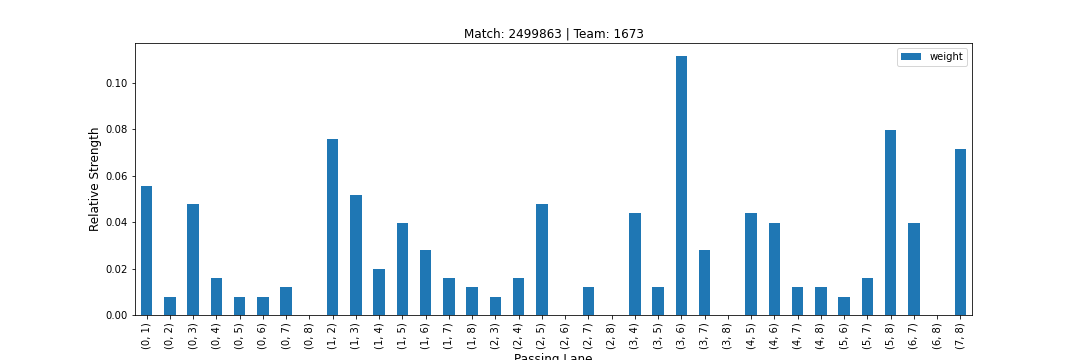 Match: 2499863 | Team: 1673
weight
Relative Strength
0.10
0.08
0.06
0.04
0.02
0.00
(0, 1) (0, 2) (0, 3) (0, 4) (0, 5) (0, 6) (0, 7) (0, 8) (1, 2) (1, 3) (1, 4) (1, 5) (1, 6) (1, 7) (1, 8) (2, 3) (2, 4) (2, 5) (2, 6) (2, 7) (2, 8) (3, 4) (3, 5) (3, 6) (3, 7) (3, 8) (4, 5) (4, 6) (4, 7) (4, 8) (5, 6) (5, 7) (5, 8) (6, 7) (6, 8) (7, 8)
Passing Lane